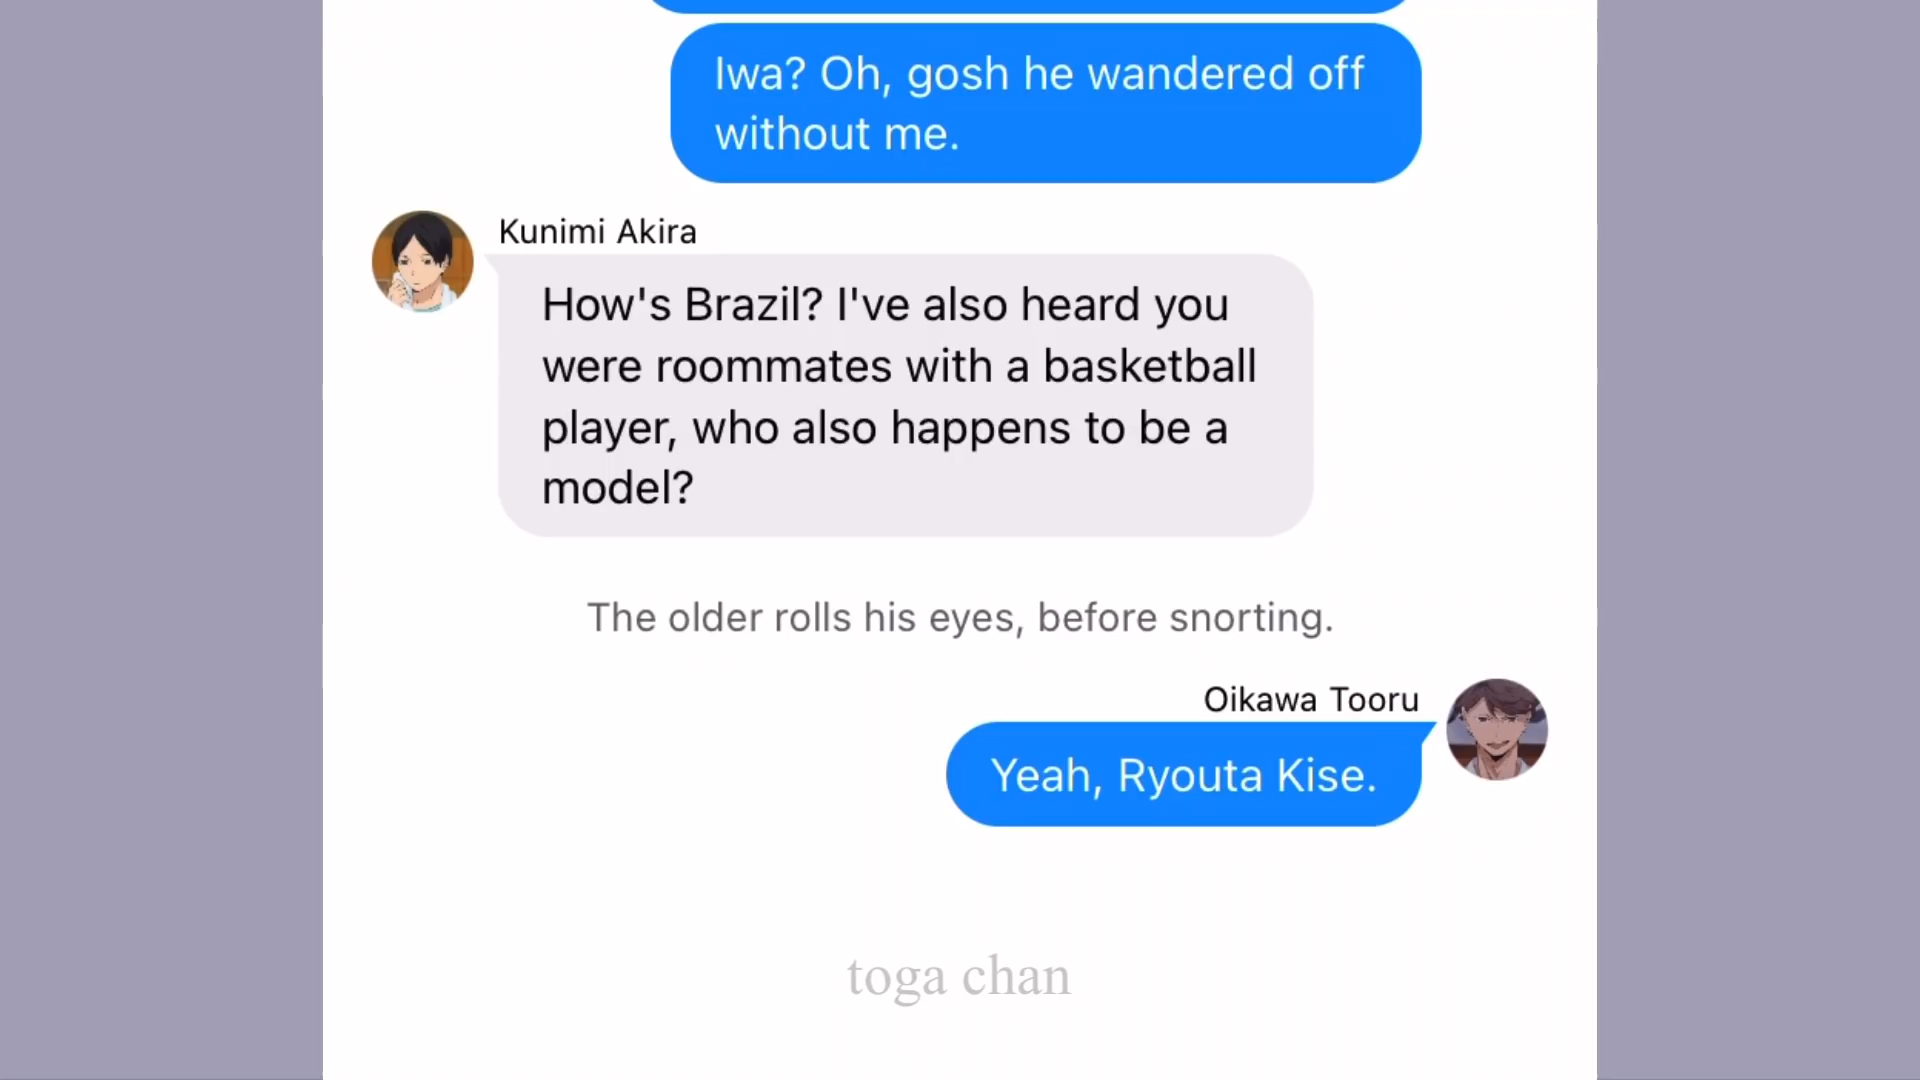 Iwa? Oh, gosh he wandered off
without me.
Kunimi Akira
How's Brazil? I've also heard you
were roommates with a basketball
player, who also happens to be a
model?
The older rolls his eyes, before snorting.
Oikawa Tooru
Yeah, Ryouta Kise.
toga chan